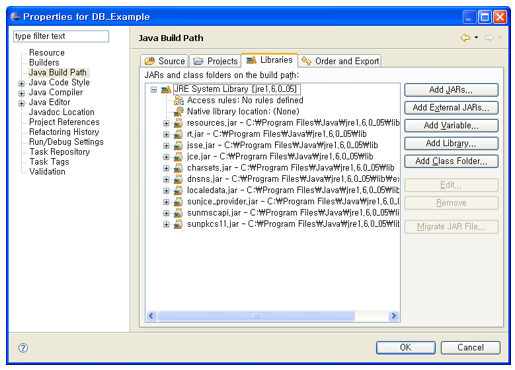 Properties for DB_Example
type filter text
Resource
Builders
Java Build Path
Java Code Style
Java Compiler
Java Editor
Javadoc Location
Project References
Refactoring History
Run/Debug Settings
Task Repository
Task Tags
Validation
Java Build Path
Source
Projects
Libraries
Order and Export
JARs and class folders on the build path:
JRE System Library [jre1,6,0_05]
Access rules: No rules defined
Native library location: (None)
resources,jar - C:₩Program Files₩Java₩jre1,6,0_05₩lib
rt,jar - C:₩Program Files₩Java₩jre1,6,0_05₩lib
jsse,jar - C:₩Program Files₩Java₩jre1,6,0_05₩lib
jce,jar - C:₩Program Files₩Java₩jre1,6,0_05₩lib
charsets,jar - C:₩Program Files₩Java₩jre1,6,0_05₩lib
dnsns,jar - C:₩Program Files₩Java₩jre1,6,0_05₩lib₩e
localedata,jar - C:₩Program Files₩Java₩jre1,6,0_05₩lib
sunjce_provider,jar - C:₩Program Files₩Java₩jre1,6,0_05₩l
sunmscapi,jar - C:₩Program Files₩Java₩jre1,6,0_05₩li
sunpkcs11,jar - C:₩Program Files₩Java₩jre1,6,0_05₩li
Add JARs...
Add External JARs...
Add Variable...
Add Library...
Add Class Folder...
Edit...
Remove
Migrate JAR File...
OK
Cancel